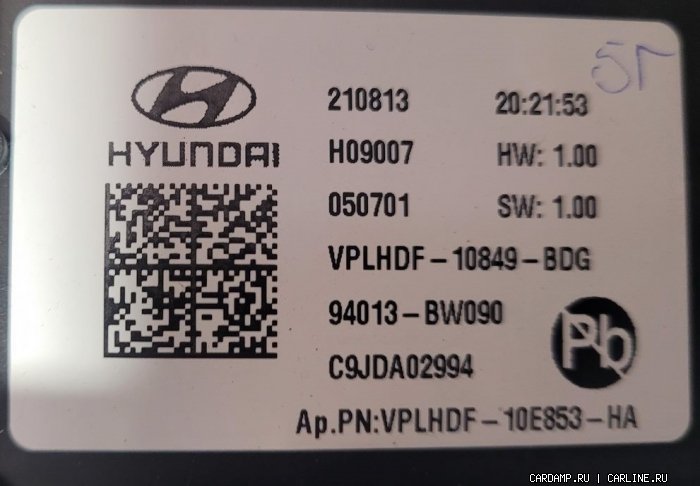 HYUNDAI
210813 20:21:53
H09007 HW: 1.00
050701 SW: 1.00
VPLHDF-10849-BDG
94013-BW090
C9JDA02994
Pb
Ap.PN:VPLHDF-10E853-HA
CARDAMP.RU | CARLINE.RU